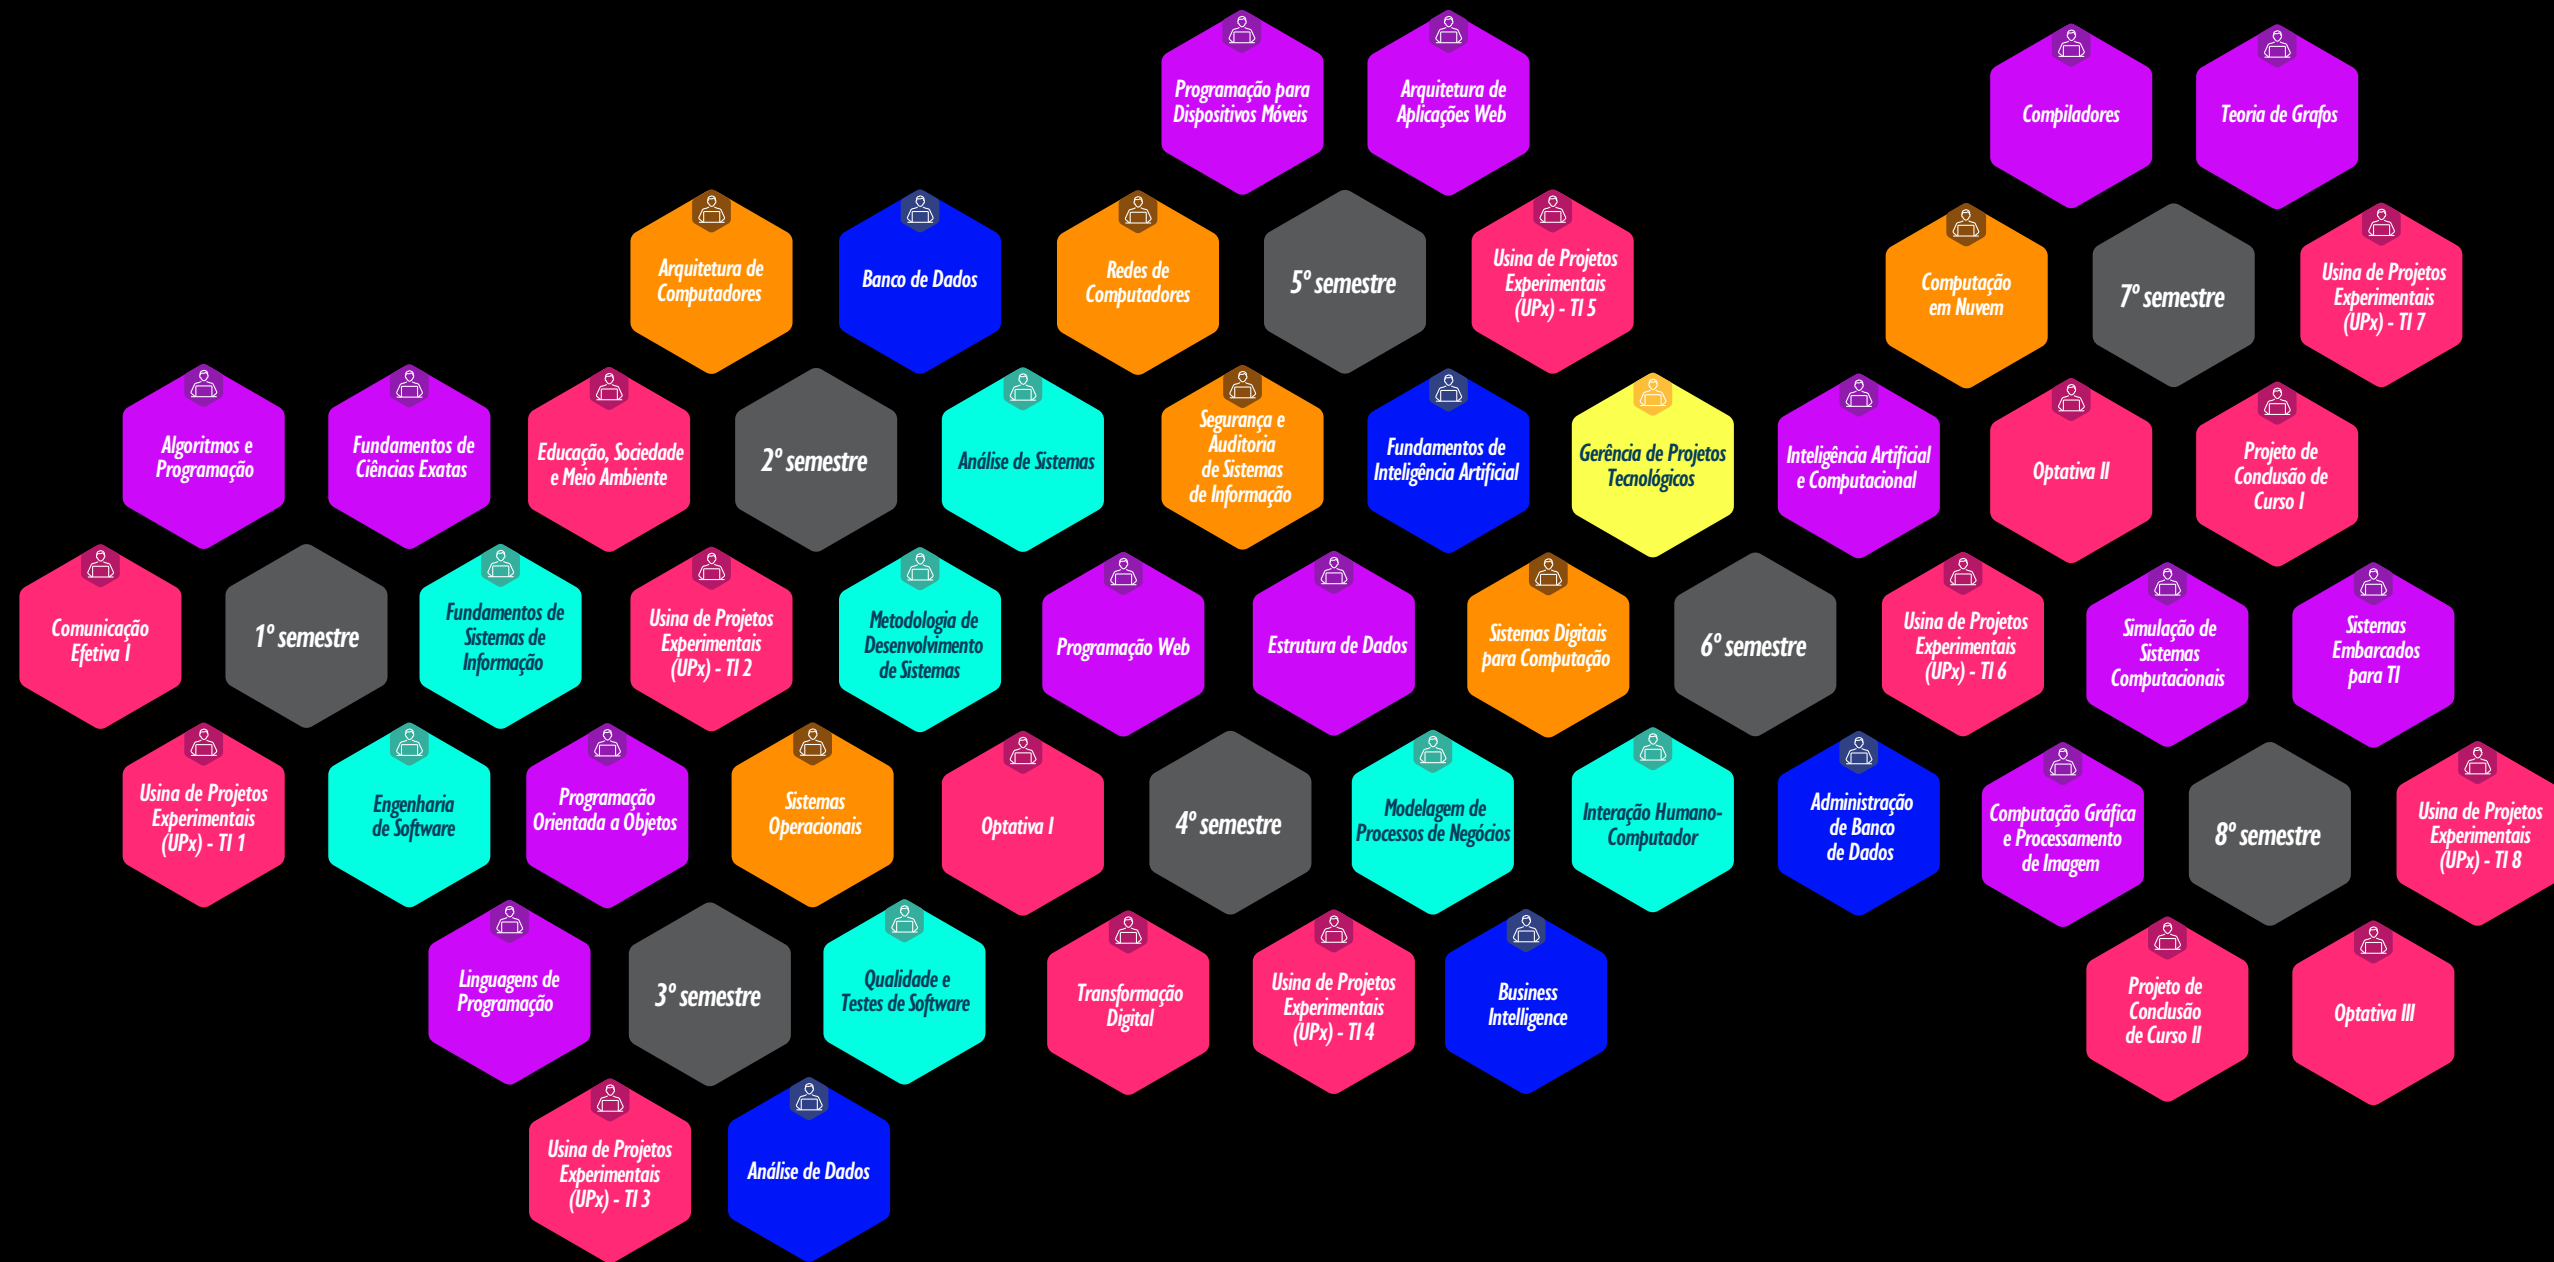 Programação para
Dispositivos Móveis
Arquitetura de
Aplicações Web
Compiladores
Teoria de Grafos
Arquitetura de
Computadores
Banco de Dados
Redes de
Computadores
5º semestre
Usina de Projetos
Experimentais
(UPx) - TI 5
Computação
em Nuvem
7º semestre
Usina de Projetos
Experimentais
(UPx) - TI 7
Algoritmos e
Programação
Fundamentos de
Ciências Exatas
Educação, Sociedade
e Meio Ambiente
2º semestre
Análise de Sistemas
Segurança e
Auditoria
de Sistemas
de Informação
Fundamentos de
Inteligência Artificial
Gerência de Projetos
Tecnológicos
Inteligência Artificial
e Computacional
Optativa II
Projeto de
Conclusão de
Curso I
Comunicação
Efetiva I
1º semestre
Fundamentos de
Sistemas de
Informação
Usina de Projetos
Experimentais
(UPx) - TI 2
Metodologia de
Desenvolvimento
de Sistemas
Programação Web
Estrutura de Dados
Sistemas Digitais
para Computação
6º semestre
Usina de Projetos
Experimentais
(UPx) - TI 6
Simulação de
Sistemas
Computacionais
Sistemas
Embarcados
para TI
Usina de Projetos
Experimentais
(UPx) - TI 1
Engenharia
de Software
Programação
Orientada a Objetos
Sistemas
Operacionais
Optativa I
4º semestre
Modelagem de
Processos de Negócios
Interação Humano-
Computador
Administração
de Banco
de Dados
Computação Gráfica
e Processamento
de Imagem
8º semestre
Usina de Projetos
Experimentais
(UPx) - TI 8
Linguagens de
Programação
3º semestre
Qualidade e
Testes de Software
Transformação
Digital
Usina de Projetos
Experimentais
(UPx) - TI 4
Business
Intelligence
Projeto de
Conclusão
de Curso II
Optativa III
Usina de Projetos
Experimentais
(UPx) - TI 3
Análise de Dados